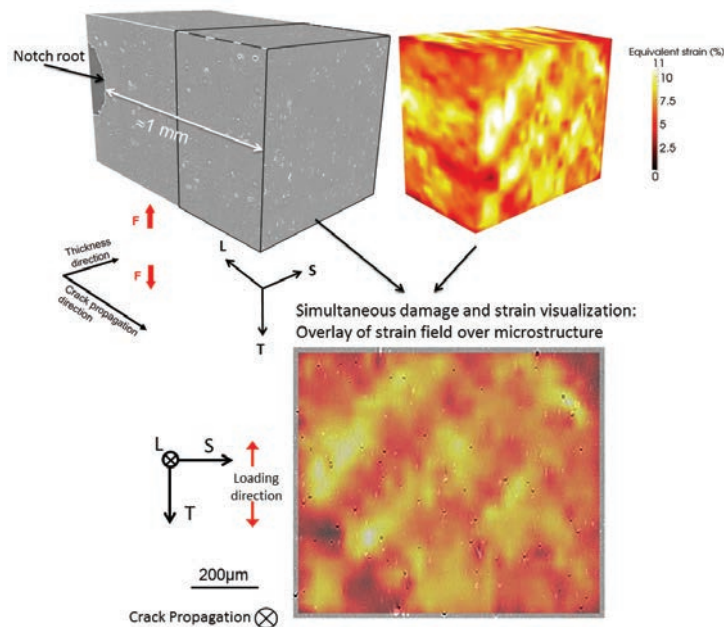 Notch root
≈1 mm
Equivalent strain (%)
11
10
7.5
5
2.5
0
F
F
Thickness
direction
Crack propagation
direction
L
S
T
Simultaneous damage and strain visualization:
Overlay of strain field over microstructure
L
S
T
Loading
direction
200µm
Crack Propagation